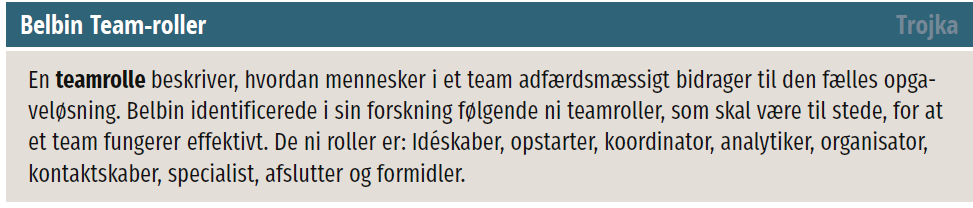 Belbin Team-roller Trojka
En teamrolle beskriver, hvordan mennesker i et team adfærdsmæssigt bidrager til den fælles opga-
veløsning. Belbin identificerede i sin forskning følgende ni teamroller, som skal være til stede, for at
et team fungerer effektivt. De ni roller er: Idéskaber, opstarter, koordinator, analytiker, organisator,
kontaktskaber, specialist, afslutter og formidler.